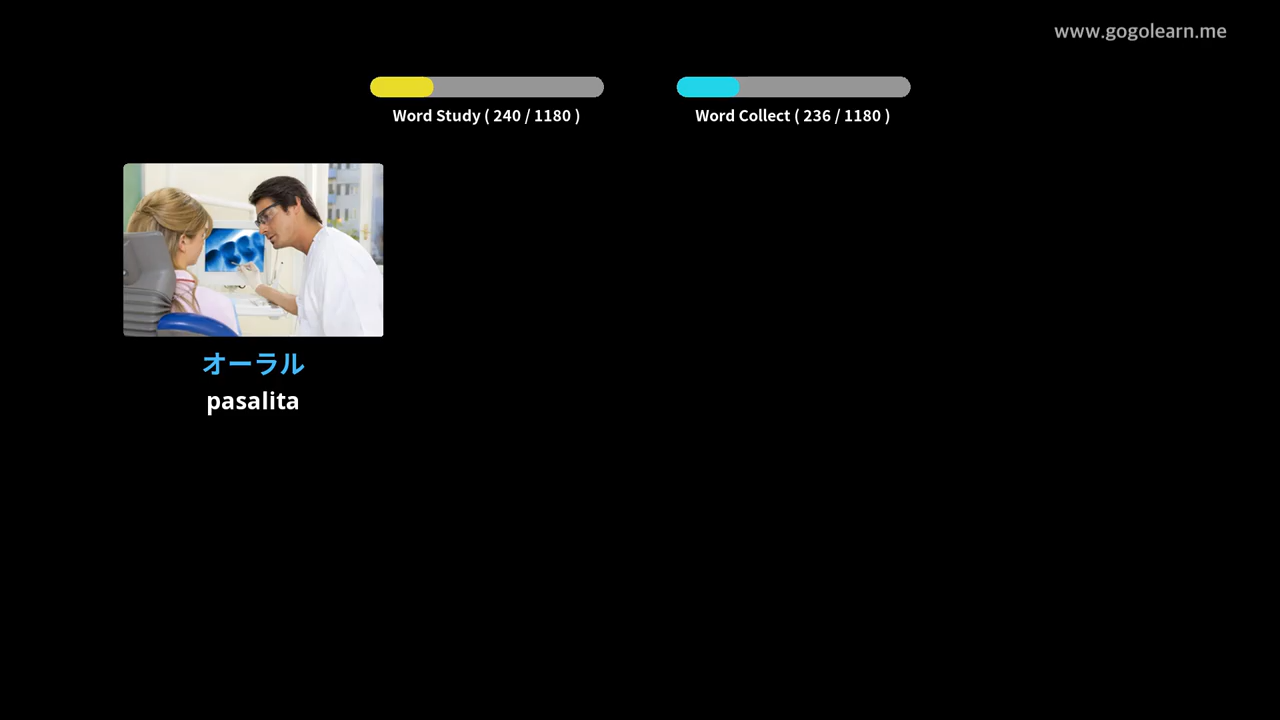 www.gogolearn.me
Word Study ( 240 / 1180 )
Word Collect ( 236 / 1180 )
オーラル
pasalita